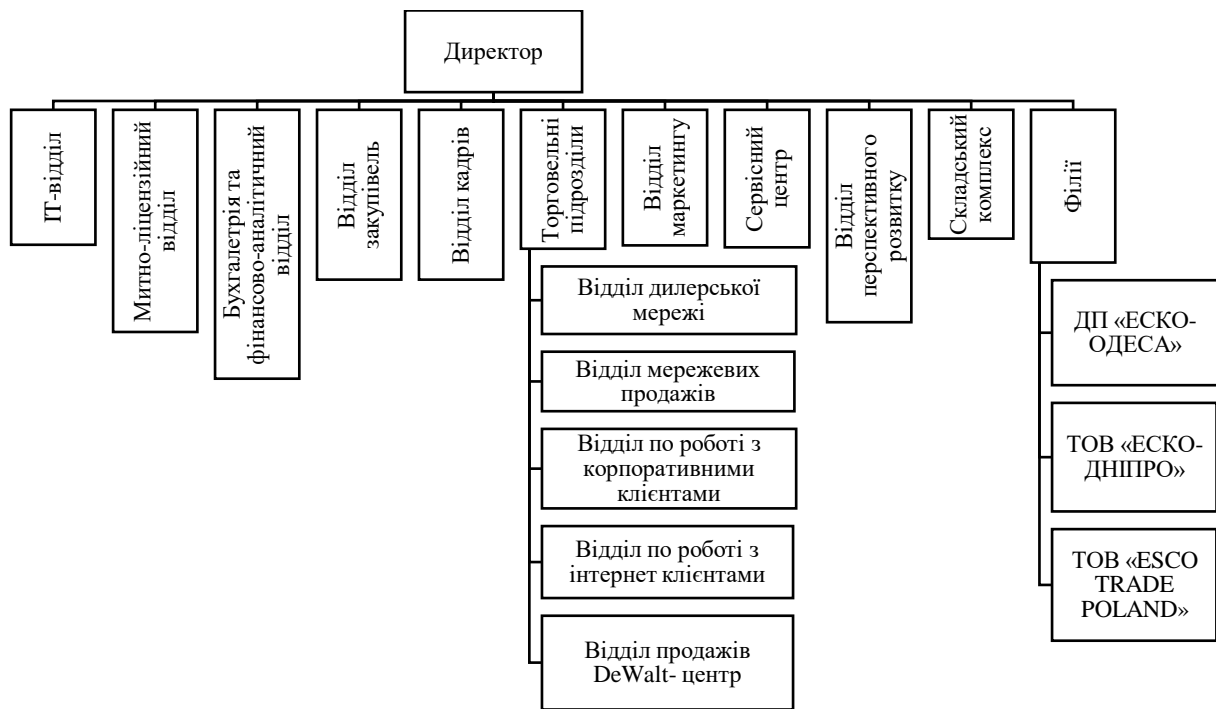 Директор
ІТ-відділ
Митно-ліцензійний
відділ
Бухгалетрія та
фінансово-аналітичний
відділ
Відділ
закупівель
Відділ кадрів
Торговельні
підрозділи
Відділ
маркетингу
Сервісний
центр
Відділ
перспективного
розвитку
Складський
комплекс
Філії
Відділ дилерської
мережі
Відділ мережевих
продажів
Відділ по роботі з
корпоративними
клієнтами
Відділ по роботі з
інтернет клієнтами
Відділ продажів
DeWalt- центр
ДП «ЕСКО-
ОДЕСА»
ТОВ «ЕСКО-
ДНІПРО»
ТОВ «ESCO
TRADE
POLAND»